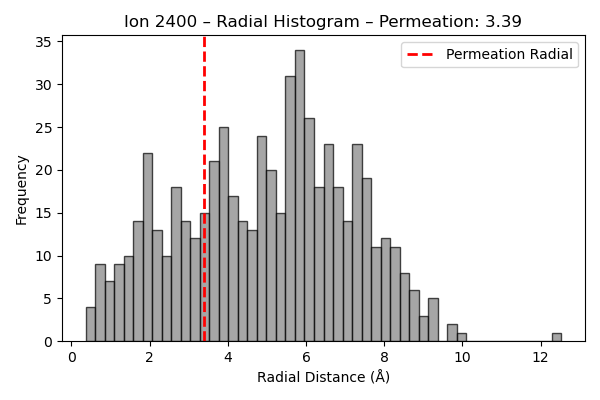 Ion 2400 – Radial Histogram – Permeation: 3.39
Permeation Radial
Frequency
35
30
25
20
15
10
5
0
0 2 4 6 8 10 12
Radial Distance (Å)